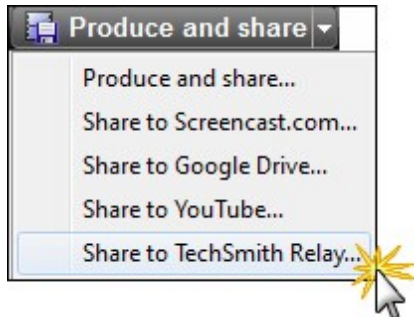 Produce and share
Produce and share...
Share to Screencast.com...
Share to Google Drive...
Share to YouTube...
Share to TechSmith Relay...